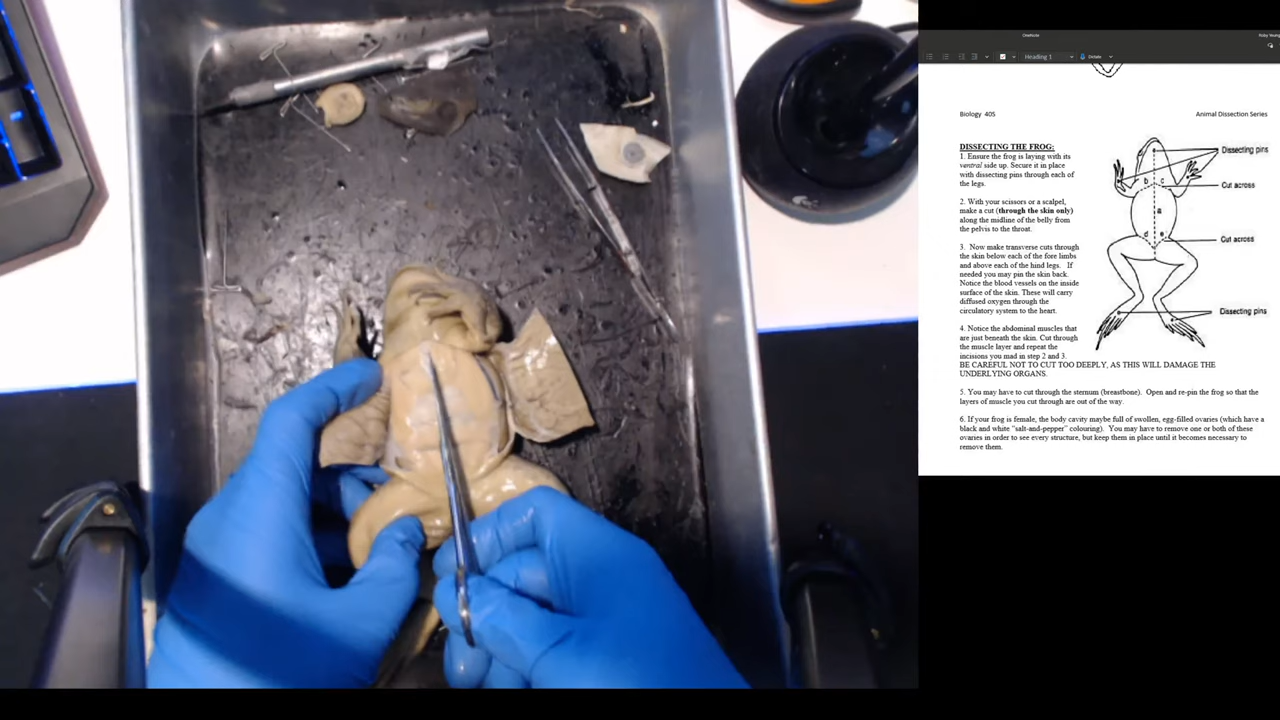 OneNote
Roby Young
Heading 1
Delete
Biology 40S
Animal Dissection Series
DISSECTING THE FROG:
1. Ensure the frog is laying with its
ventral side up. Secure it in place
with dissecting pins through each of
the legs.
2. With your scissors or a scalpel,
make a cut (through the skin only)
along the midline of the belly from
the pelvis to the throat.
3. Now make transverse cuts through
the skin below each of the fore limbs
and above each of the hind legs. If
needed you may pin the skin back.
Notice the blood vessels on the inside
surface of the skin. These will carry
diffused oxygen through the
circulatory system to the heart.
4. Notice the abdominal muscles that
are just beneath the skin. Cut through
the muscle layer and repeat the
incisions you mad in step 2 and 3.
BE CAREFUL NOT TO CUT TOO DEEPLY, AS THIS WILL DAMAGE THE
UNDERLYING ORGANS.
5. You may have to cut through the sternum (breastbone). Open and re-pin the frog so that the
layers of muscle you cut through are out of the way.
6. If your frog is female, the body cavity maybe full of swollen, egg-filled ovaries (which have a
black and white "salt-and-pepper" colouring). You may have to remove one or both of these
ovaries in order to see every structure, but keep them in place until it becomes necessary to
remove them.
Dissecting pins
b c
Cut across
a
d e
Cut across
Dissecting pins